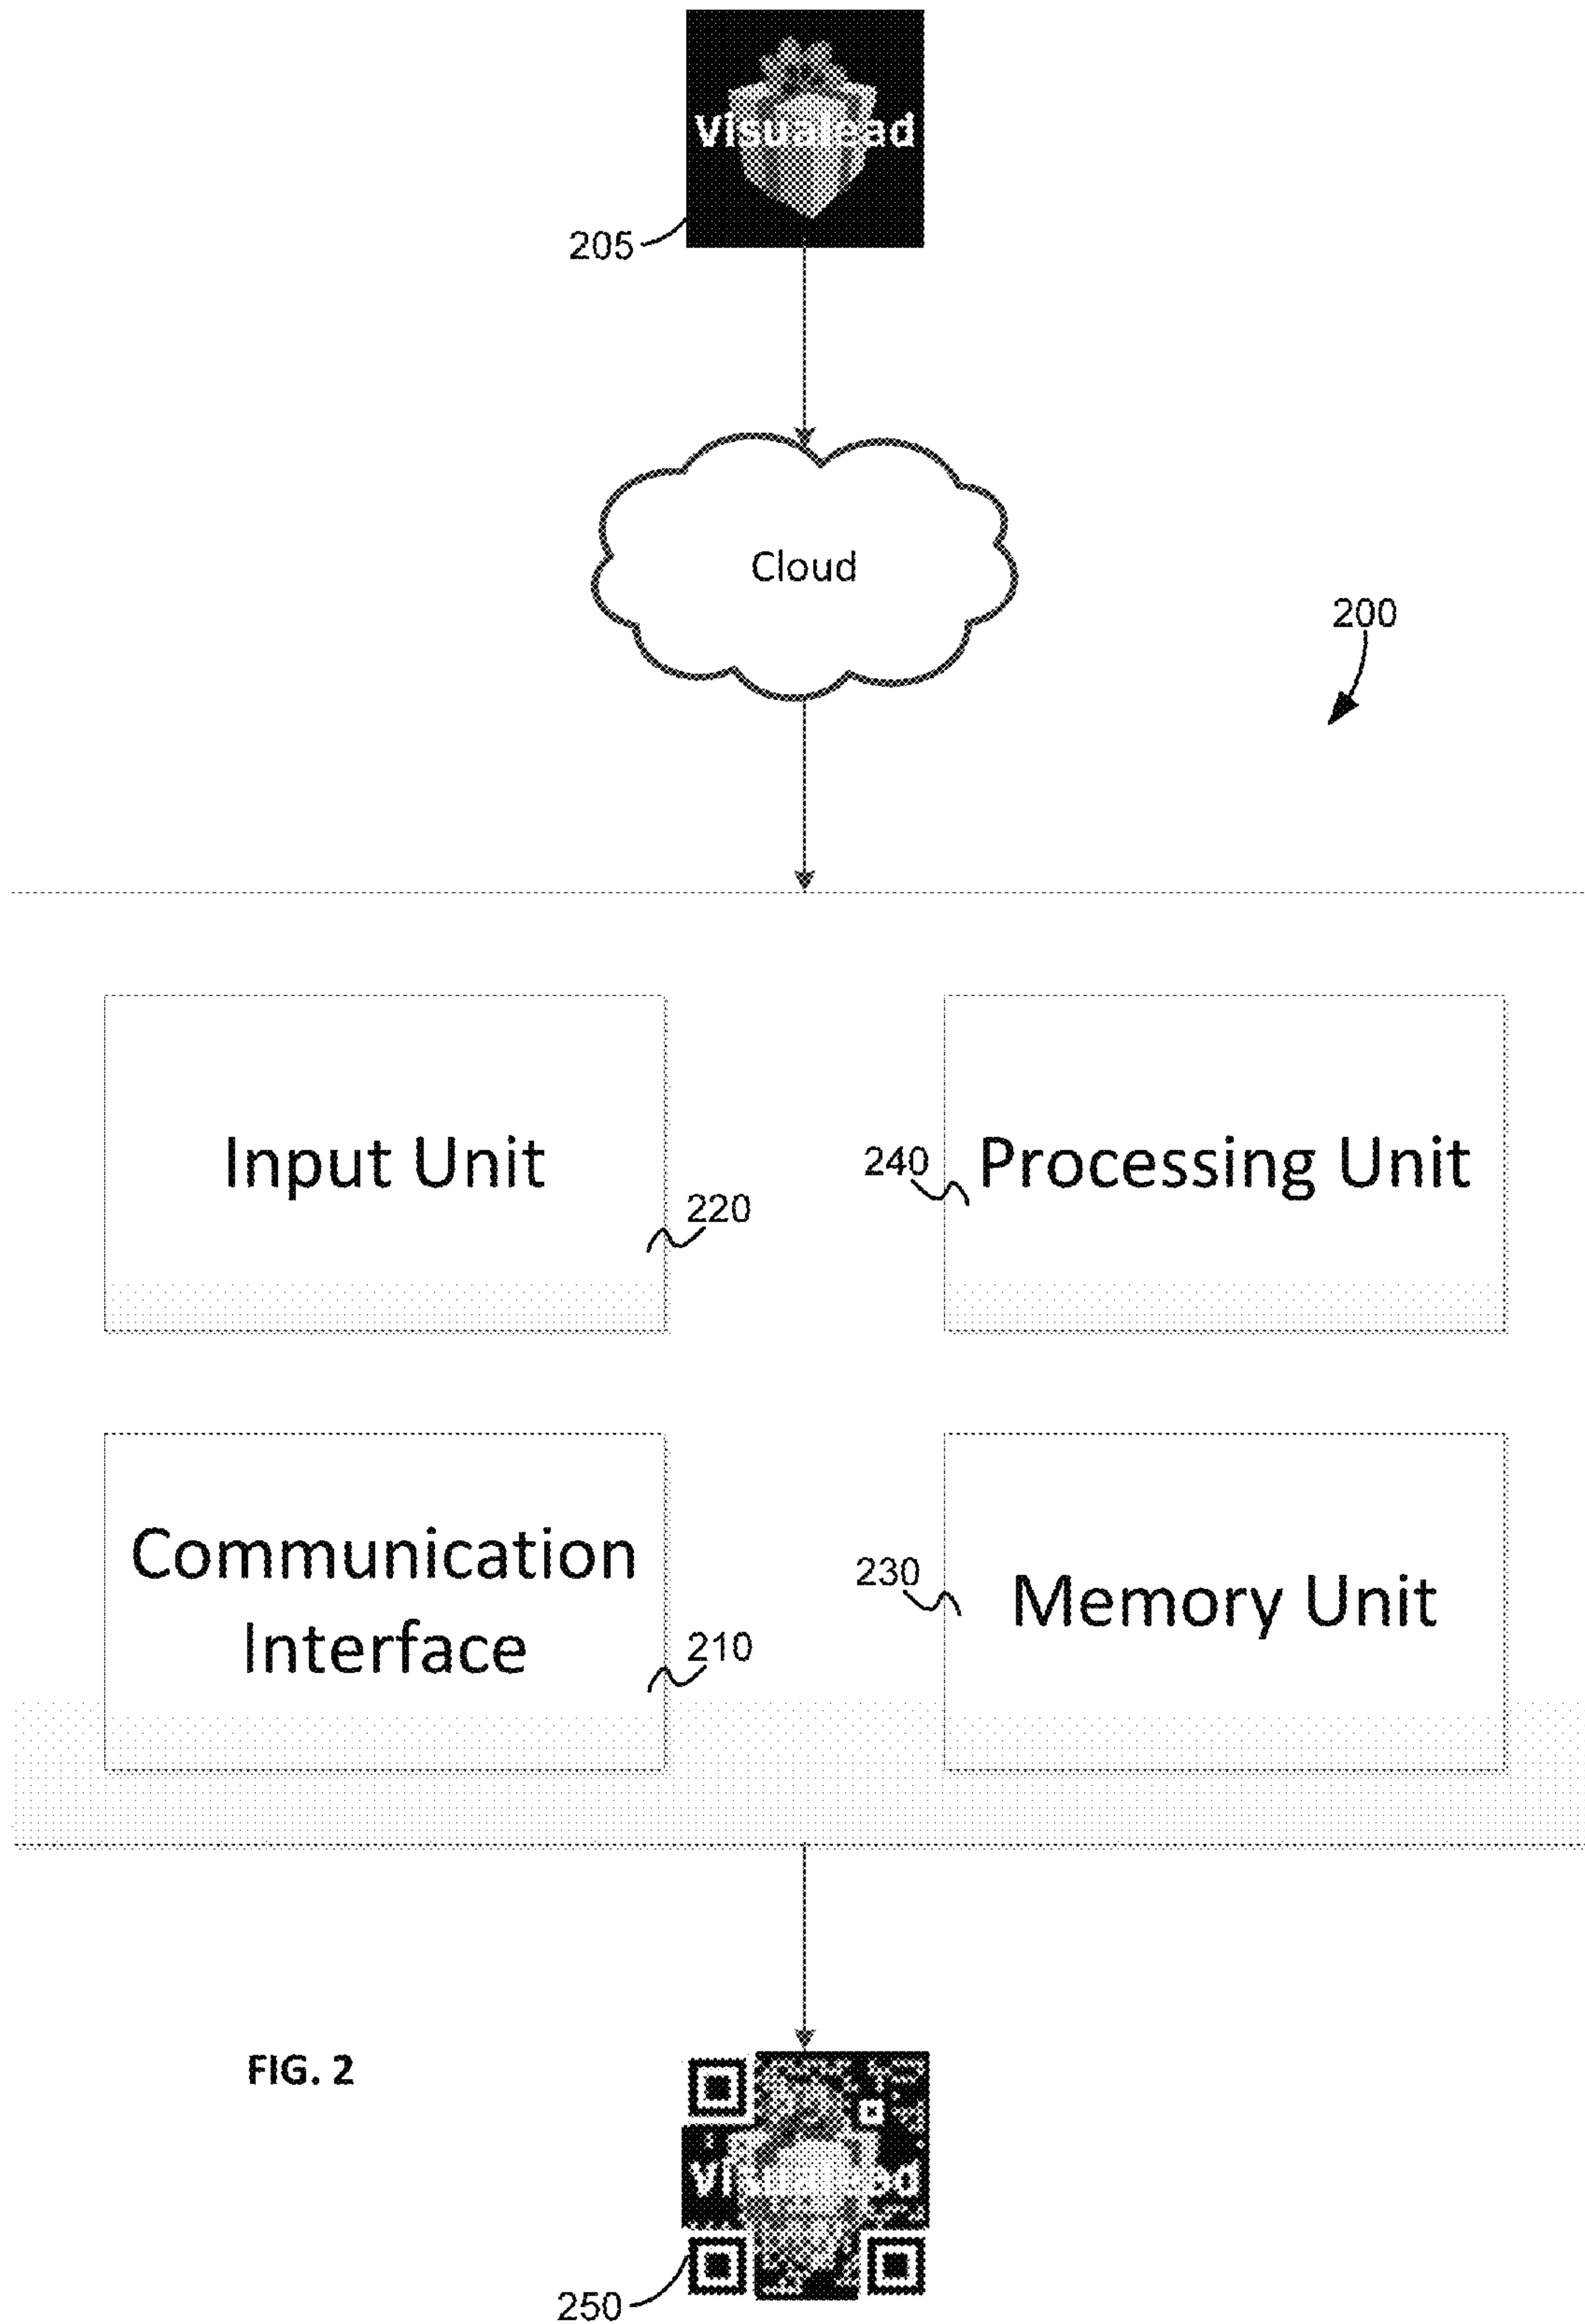 Visualead
205
Cloud
200
Input Unit
220
240
Processing Unit
Communication
Interface
210
230
Memory Unit
FIG. 2
Visualead
250